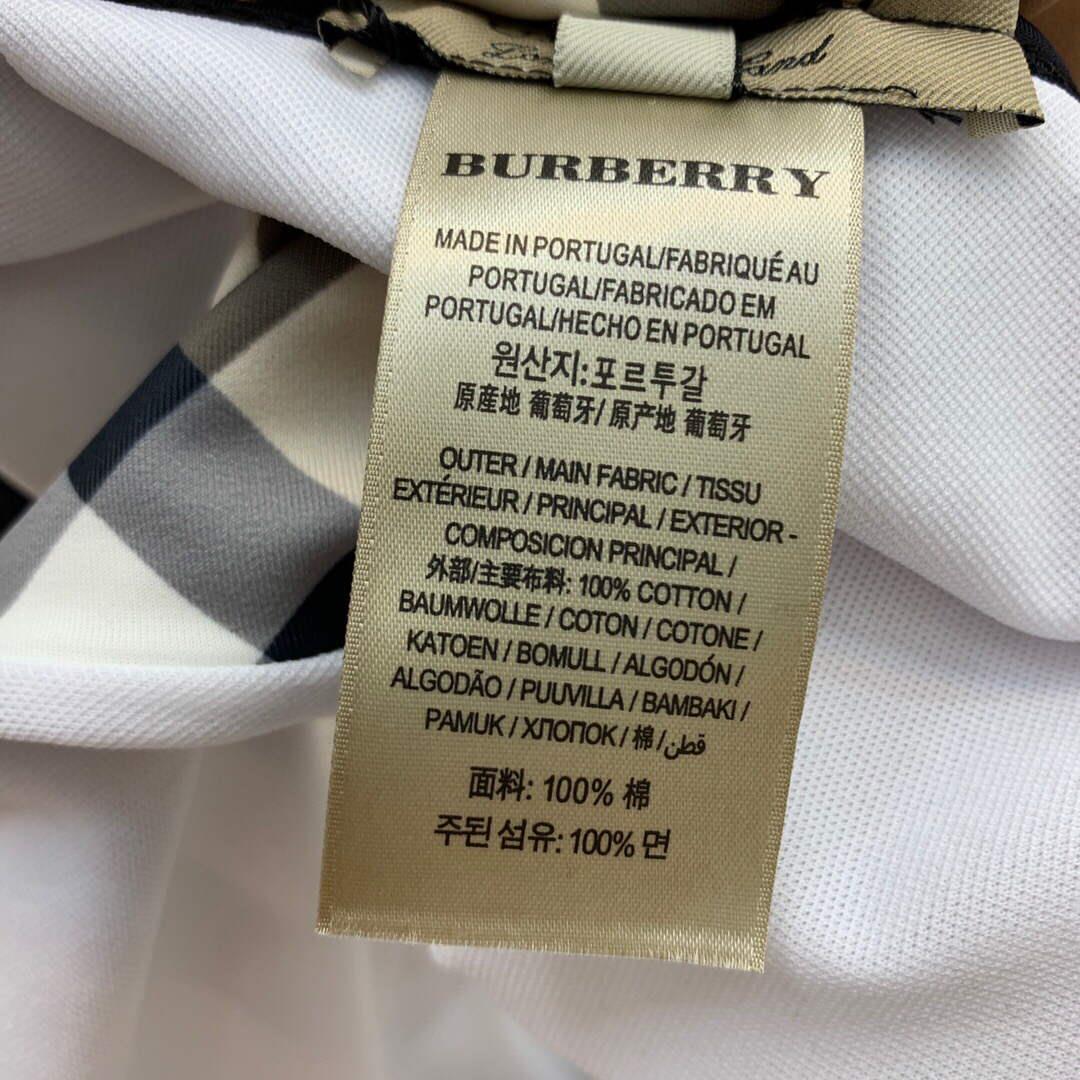 and
BURBERRY
MADE IN PORTUGAL/FABRIQUÉ AU
PORTUGAL/FABRICADO EM
PORTUGAL/HECHO EN PORTUGAL
원산지:포르투갈
原産地 葡萄牙/ 原产地 葡萄牙
OUTER / MAIN FABRIC / TISSU
EXTÉRIEUR / PRINCIPAL / EXTERIOR -
COMPOSICION PRINCIPAL /
外部/主要布料: 100% COTTON /
BAUMWOLLE / COTON / COTONE /
KATOEN / BOMULL / ALGODÓN /
ALGODÃO / PUUVILLA / BAMBAKI /
PAMUK / ХЛОПОК / 棉 / قطن
面料: 100% 棉
주된 섬유: 100% 면